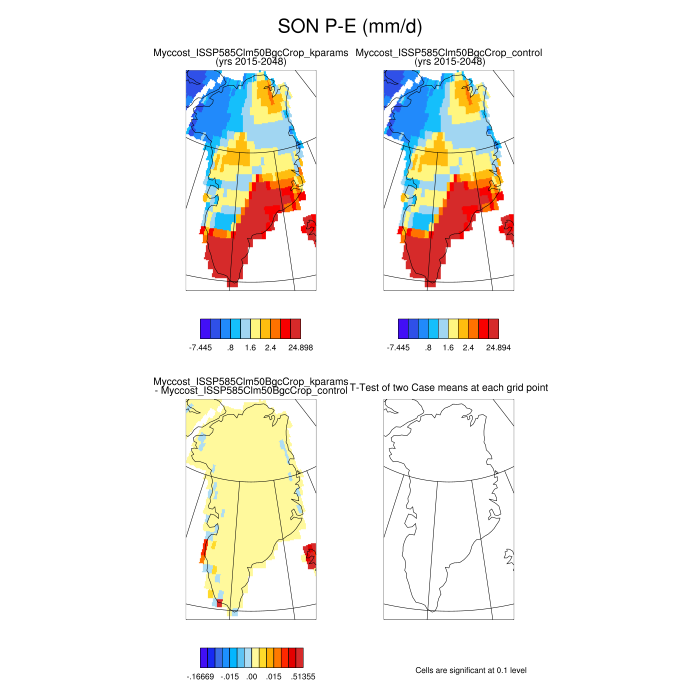 SON P-E (mm/d)
Myccost_ISSP585Clm50BgcCrop_kparams
(yrs 2015-2048)
Myccost_ISSP585Clm50BgcCrop_control
(yrs 2015-2048)
-7.445 .8 1.6 2.4 24.898
-7.445 .8 1.6 2.4 24.894
Myccost_ISSP585Clm50BgcCrop_kparams
- Myccost_ISSP585Clm50BgcCrop_control
T-Test of two Case means at each grid point
-.16669 -.015 .00 .015 .51355
Cells are significant at 0.1 level